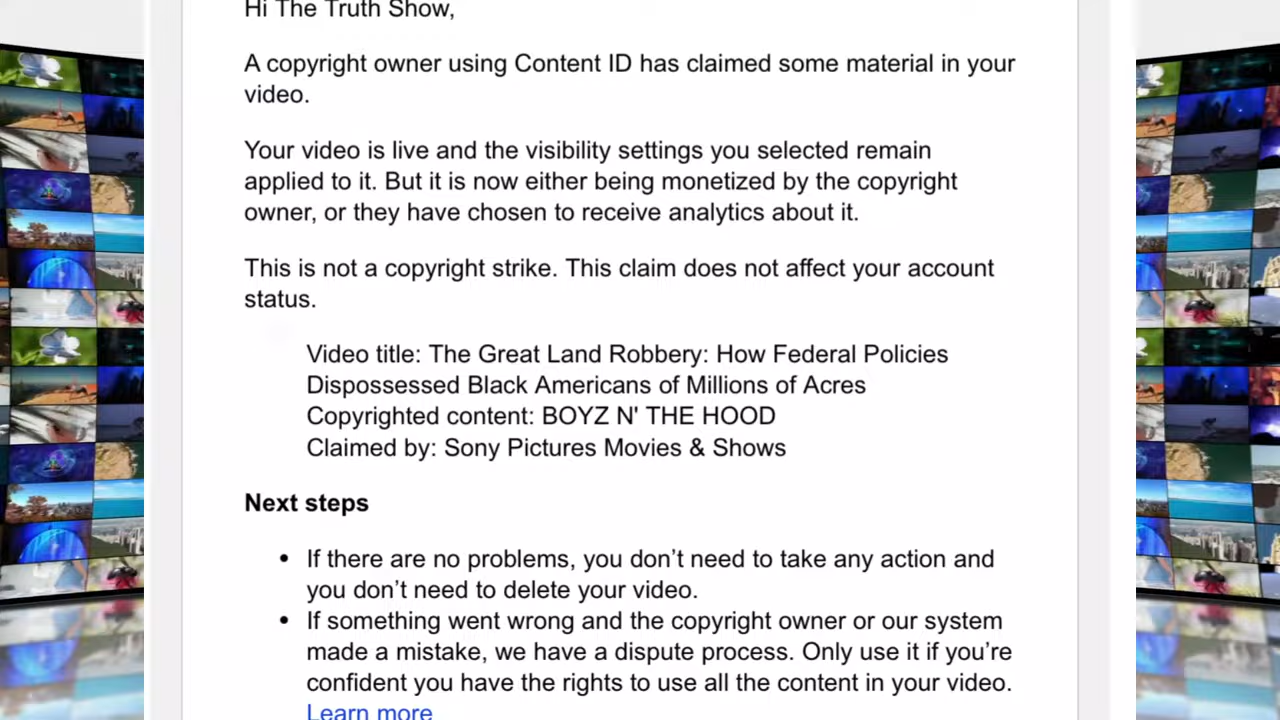 Hi The Truth Show,
A copyright owner using Content ID has claimed some material in your
video.
Your video is live and the visibility settings you selected remain
applied to it. But it is now either being monetized by the copyright
owner, or they have chosen to receive analytics about it.
This is not a copyright strike. This claim does not affect your account
status.
Video title: The Great Land Robbery: How Federal Policies
Dispossessed Black Americans of Millions of Acres
Copyrighted content: BOYZ N' THE HOOD
Claimed by: Sony Pictures Movies & Shows
Next steps
• If there are no problems, you don’t need to take any action and
you don’t need to delete your video.
• If something went wrong and the copyright owner or our system
made a mistake, we have a dispute process. Only use it if you’re
confident you have the rights to use all the content in your video.
Learn more